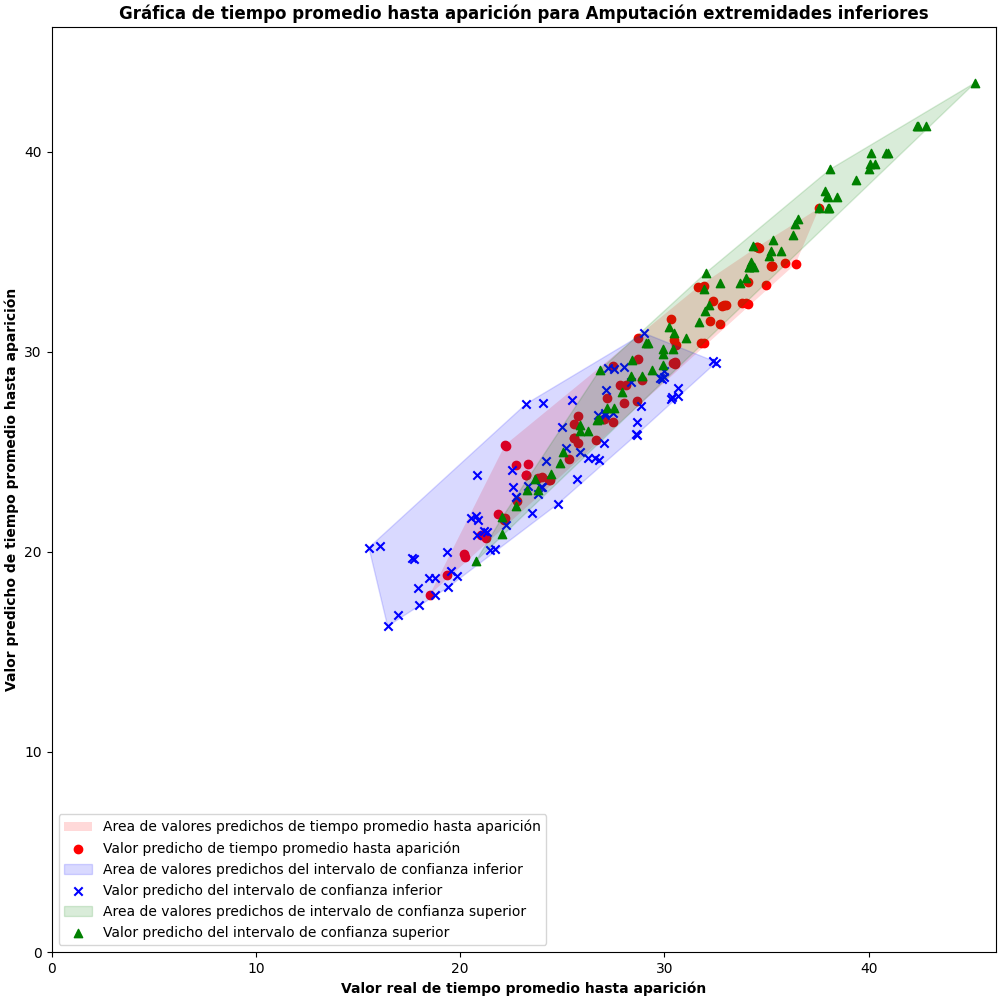 Gráfica de tiempo promedio hasta aparición para Amputación extremidades inferiores
Valor predicho de tiempo promedio hasta aparición
40
30
20
10
0
Area de valores predichos de tiempo promedio hasta aparición
Valor predicho de tiempo promedio hasta aparición
Area de valores predichos del intervalo de confianza inferior
Valor predicho del intervalo de confianza inferior
Area de valores predichos de intervalo de confianza superior
Valor predicho del intervalo de confianza superior
0 10 20 30 40
Valor real de tiempo promedio hasta aparición